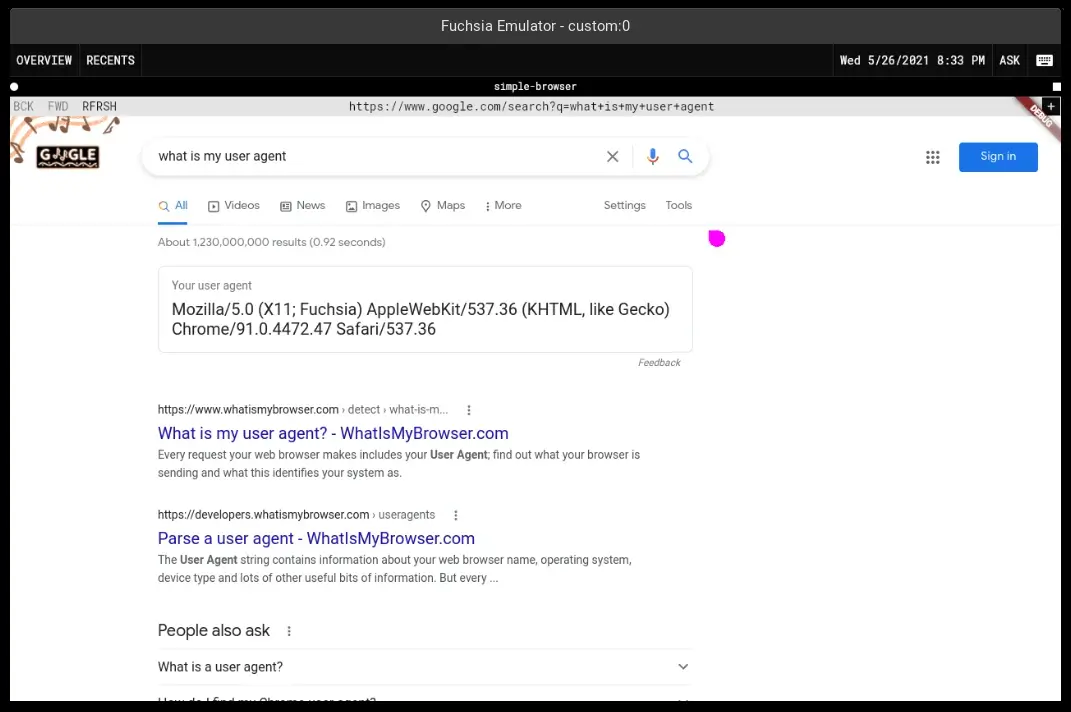 Fuchsia Emulator - custom:0
OVERVIEW RECENTS Wed 5/26/2021 8:33 PM ASK
simple-browser
BCK FWD RFRSH https://www.google.com/search?q=what+is+my+user+agent +
DEBUG
GOOGLE
what is my user agent
Sign in
All Videos News Images Maps More Settings Tools
About 1,230,000,000 results (0.92 seconds)
Your user agent
Mozilla/5.0 (X11; Fuchsia) AppleWebKit/537.36 (KHTML, like Gecko)
Chrome/91.0.4472.47 Safari/537.36
Feedback
https://www.whatismybrowser.com › detect › what-is-m...
What is my user agent? - WhatIsMyBrowser.com
Every request your web browser makes includes your User Agent; find out what your browser is
sending and what this identifies your system as.
https://developers.whatismybrowser.com › useragents
Parse a user agent - WhatIsMyBrowser.com
The User Agent string contains information about your web browser name, operating system,
device type and lots of other useful bits of information. But every ...
People also ask
What is a user agent?
How do I find my Chrome user agent?